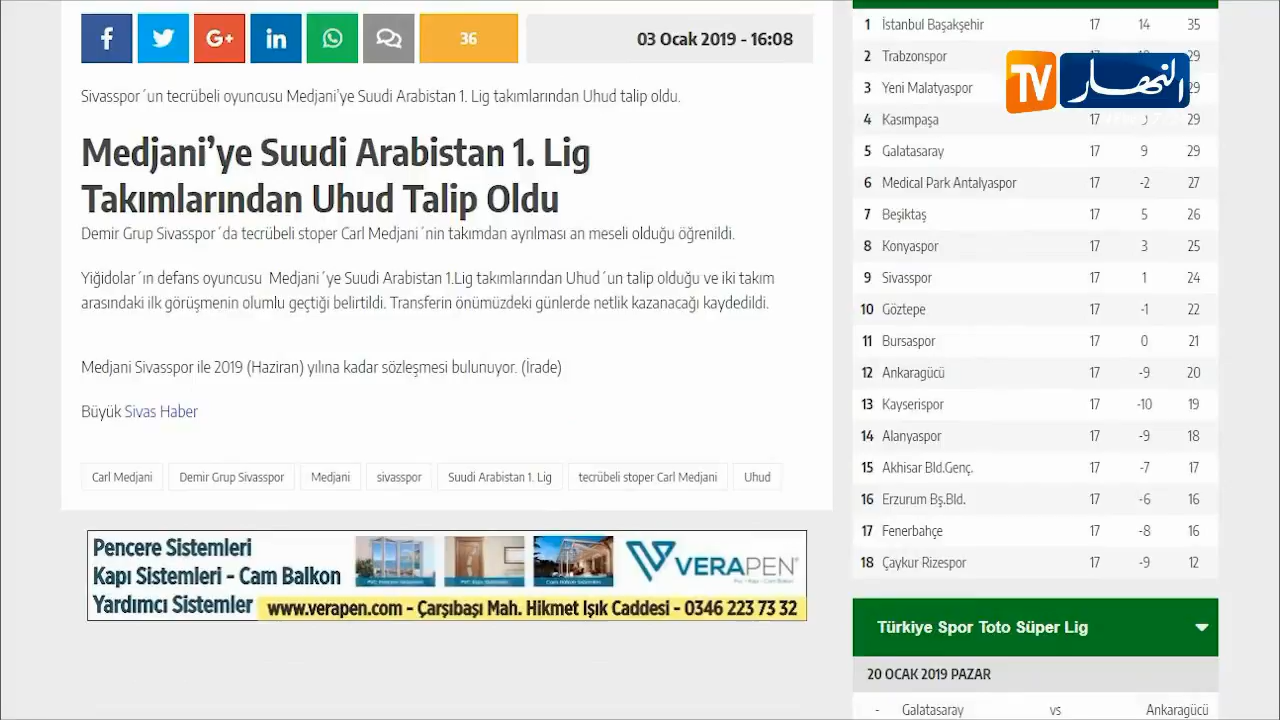 36
03 Ocak 2019 - 16:08
Sivasspor´un tecrübeli oyuncusu Medjani'ye Suudi Arabistan 1. Lig takımlarından Uhud talip oldu.
Medjani’ye Suudi Arabistan 1. Lig
Takımlarından Uhud Talip Oldu
Demir Grup Sivasspor´da tecrübeli stoper Carl Medjani´nin takımdan ayrılması an meseli olduğu öğrenildi.
Yiğidolar´ın defans oyuncusu Medjani´ye Suudi Arabistan 1.Lig takımlarından Uhud´un talip olduğu ve iki takım
arasındaki ilk görüşmenin olumlu geçtiği belirtildi. Transferin önümüzdeki günlerde netlik kazanacağı kaydedildi.
Medjani Sivasspor ile 2019 (Haziran) yılına kadar sözleşmesi bulunuyor. (İrade)
Büyük Sivas Haber
Carl Medjani Demir Grup Sivasspor Medjani sivasspor Suudi Arabistan 1. Lig tecrübeli stoper Carl Medjani Uhud
Pencere Sistemleri
Kapı Sistemleri - Cam Balkon
Yardımcı Sistemler
VERAPEN
www.verapen.com - Çarşıbaşı Mah. Hikmet Işık Caddesi - 0346 223 73 32
1 İstanbul Başakşehir 17 14 35
2 Trabzonspor 29
3 Yeni Malatyaspor 29
4 Kasımpaşa 17 29
5 Galatasaray 17 9 29
6 Medical Park Antalyaspor 17 -2 27
7 Beşiktaş 17 5 26
8 Konyaspor 17 3 25
9 Sivasspor 17 1 24
10 Göztepe 17 -1 22
11 Bursaspor 17 0 21
12 Ankaragücü 17 -9 20
13 Kayserispor 17 -10 19
14 Alanyaspor 17 -9 18
15 Akhisar Bld.Genç. 17 -7 17
16 Erzurum Bş.Bld. 17 -6 16
17 Fenerbahçe 17 -8 16
18 Çaykur Rizespor 17 -9 12
TV النهار
Türkiye Spor Toto Süper Lig
20 OCAK 2019 PAZAR
- Galatasaray vs Ankaragücü